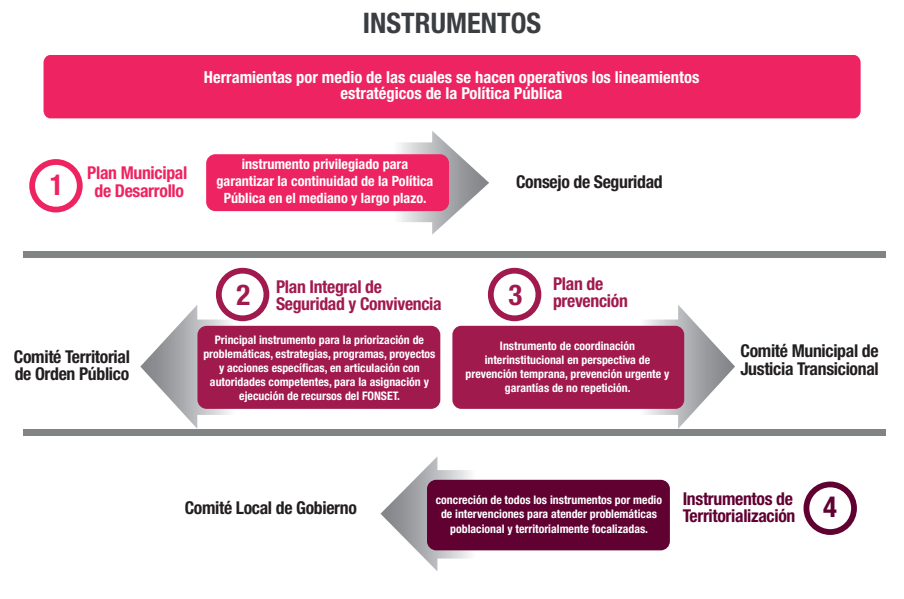 INSTRUMENTOS
Herramientas por medio de las cuales se hacen operativos los lineamientos
estratégicos de la Política Pública
1
Plan Municipal
de Desarrollo
instrumento privilegiado para
garantizar la continuidad de la Política
Pública en el mediano y largo plazo.
Consejo de Seguridad
2
Plan Integral de
Seguridad y Convivencia
Principal instrumento para la priorización de
problemáticas, estrategias, programas, proyectos
y acciones específicas, en articulación con
autoridades competentes, para la asignación y
ejecución de recursos del FONSET.
Comité Territorial
de Orden Público
3
Plan de
prevención
Instrumento de coordinación
interinstitucional en perspectiva de
prevención temprana, prevención urgente y
garantías de no repetición.
Comité Municipal de
Justicia Transicional
Comité Local de Gobierno
concreción de todos los instrumentos por medio
de intervenciones para atender problemáticas
poblacional y territorialmente focalizadas.
Instrumentos de
Territorialización
4